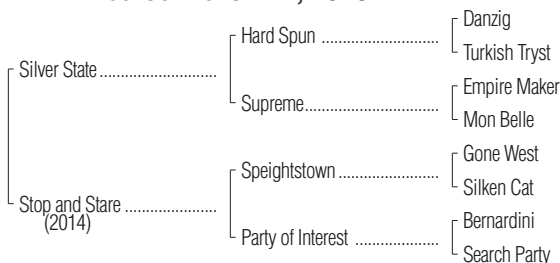 Danzig
Hard Spun ..............................
Turkish Tryst
Silver State ..............................
Empire Maker
Supreme..................................
Mon Belle
Gone West
Speightstown .........................
Silken Cat
Stop and Stare .......................
(2014)
Bernardini
Party of Interest .....................
Search Party